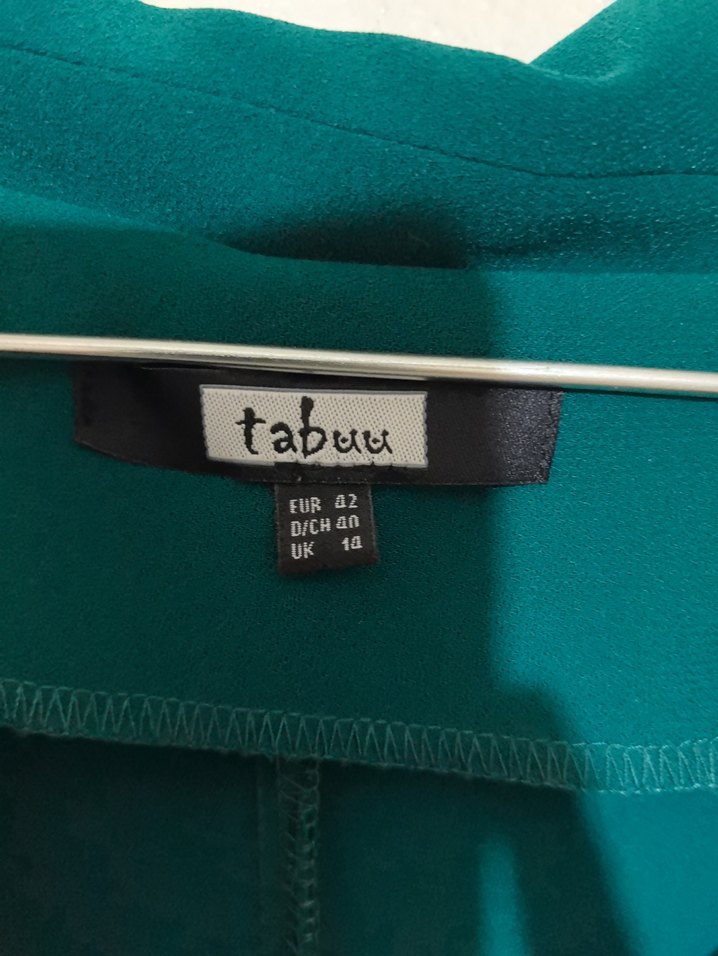 tabuu
EUR 42
D/CH 40
UK 14